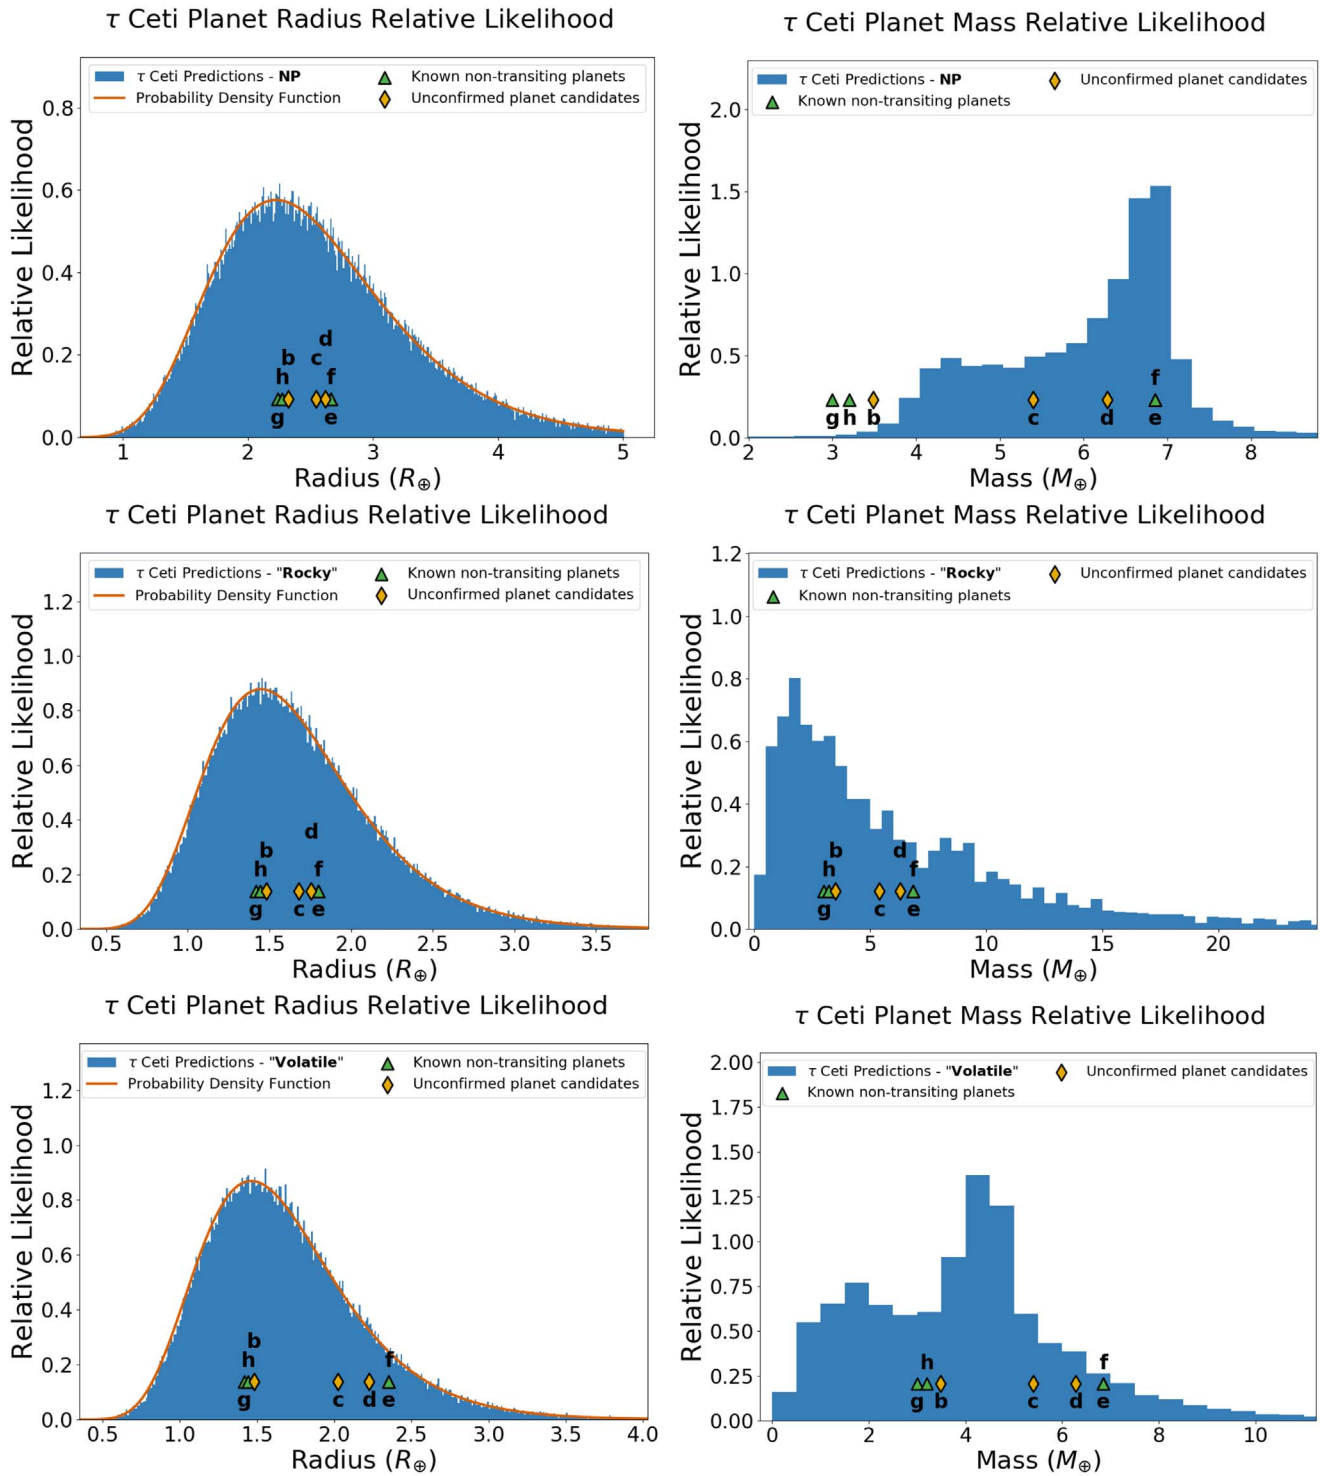 τ Ceti Planet Radius Relative Likelihood
τ Ceti Predictions - NP
Probability Density Function
Known non-transiting planets
Unconfirmed planet candidates
Relative Likelihood
0.8
0.6
0.4
0.2
0.0
d
b c
h f
g e
1 2 3 4 5
Radius (R⊕)
τ Ceti Planet Mass Relative Likelihood
τ Ceti Predictions - NP
Known non-transiting planets
Unconfirmed planet candidates
Relative Likelihood
2.0
1.5
1.0
0.5
0.0
f
g h b c d e
2 3 4 5 6 7 8
Mass (M⊕)
τ Ceti Planet Radius Relative Likelihood
τ Ceti Predictions - "Rocky"
Probability Density Function
Known non-transiting planets
Unconfirmed planet candidates
Relative Likelihood
1.2
1.0
0.8
0.6
0.4
0.2
0.0
d
b
h f
g c e
0.5 1.0 1.5 2.0 2.5 3.0 3.5
Radius (R⊕)
τ Ceti Planet Mass Relative Likelihood
τ Ceti Predictions - "Rocky"
Known non-transiting planets
Unconfirmed planet candidates
Relative Likelihood
1.2
1.0
0.8
0.6
0.4
0.2
0.0
b d
h f
g c e
0 5 10 15 20
Mass (M⊕)
τ Ceti Planet Radius Relative Likelihood
τ Ceti Predictions - "Volatile"
Probability Density Function
Known non-transiting planets
Unconfirmed planet candidates
Relative Likelihood
1.2
1.0
0.8
0.6
0.4
0.2
0.0
b
h f
g c d e
0.5 1.0 1.5 2.0 2.5 3.0 3.5 4.0
Radius (R⊕)
τ Ceti Planet Mass Relative Likelihood
τ Ceti Predictions - "Volatile"
Known non-transiting planets
Unconfirmed planet candidates
Relative Likelihood
2.00
1.75
1.50
1.25
1.00
0.75
0.50
0.25
0.00
h f
g b c d e
0 2 4 6 8 10
Mass (M⊕)